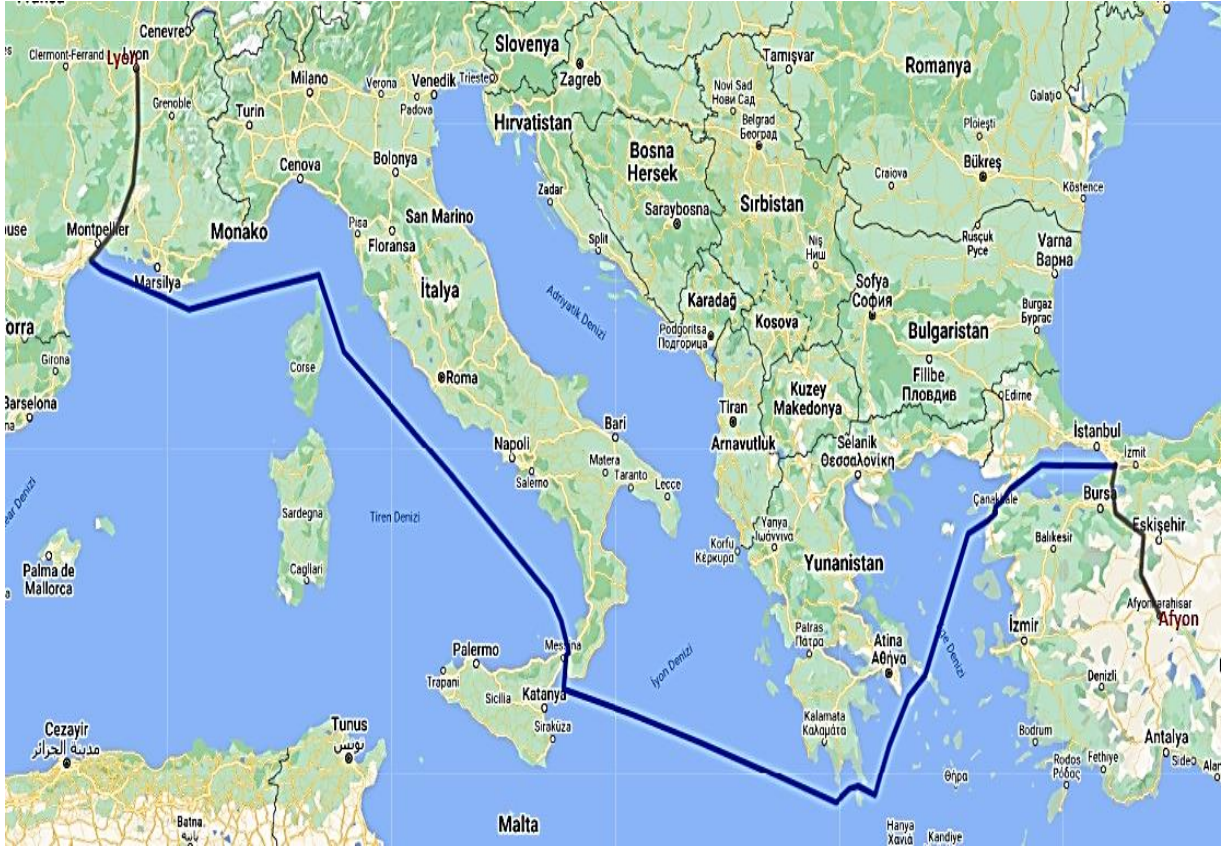 Cenevre
Slovenya
Clermont-Ferrand
Lyon
Lyon
Milano
Verona
Venedik
Trieste
Zagreb
Tamışvar
Romanya
Padova
Novi Sad
Нови Сад
Galați
Grenoble
Turin
Hırvatistan
Belgrad
Београд
Ploiești
Cenova
Bolonya
Bosna
Hersek
Craiova
Bükreş
Köstence
Zadar
Saraybosna
Sırbistan
Montpellier
Monako
Pisa
San Marino
Floransa
Split
Niş
Ниш
Rusçuk
Русе
Varna
Варна
Marsilya
İtalya
Adriyatik Denizi
Karadağ
Sofya
София
Burgaz
Бургас
Podgoritsa
Подгорица
Kosova
Bulgaristan
Girona
Corse
Roma
Filibe
Пловдив
Kuzey
Makedonya
Edirne
Barselona
Tiran
Bari
Arnavutluk
Selanik
Θεσσαλονίκη
İstanbul
Napoli
Salerno
Matera
Taranto
Lecce
İzmit
Çanakkale
Bursa
Sardegna
Tiren Denizi
Yanya
Ιωάννινα
Eskişehir
Balıkesir
Korfu
Κέρκυρα
Yunanistan
Palma de
Mallorca
Cagliari
Afyonkarahisar
Afyon
Patras
Πάτρα
Atina
Αθήνα
İzmir
Messina
Palermo
İyon Denizi
Trapani
Sicilia
Katanya
Denizli
Kalamata
Καλαμάτα
Siraküza
Cezayir
مدينة الجزائر
Tunus
تونس
Bodrum
Antalya
Rodos
Ρόδος
Fethiye
Side
Θήρα
Batna
باتنة
Malta
Hanya
Χανιά
Kandiye